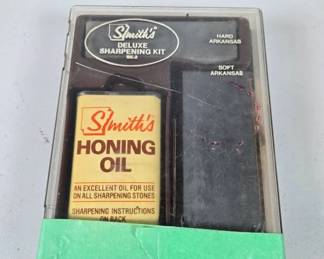 Smith's
DELUXE
SHARPENING KIT
HARD
ARKANSAS
SOFT
ARKANSAS
Smith's
HONING
OIL
AN EXCELLENT OIL FOR USE
ON ALL SHARPENING STONES
SHARPENING INSTRUCTIONS
ON BACK